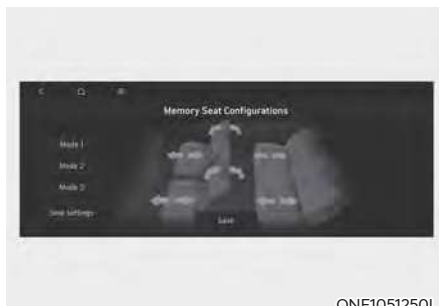 Memory Seat Configurations
Mode 1
Mode 2
Mode 3
Seat Settings
Save
ONE1051250L